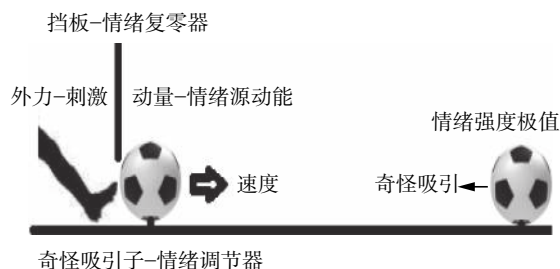 挡板–情绪复零器
外力–刺激 动量–情绪源动能
情绪强度极值
速度
奇怪吸引
奇怪吸引子–情绪调节器